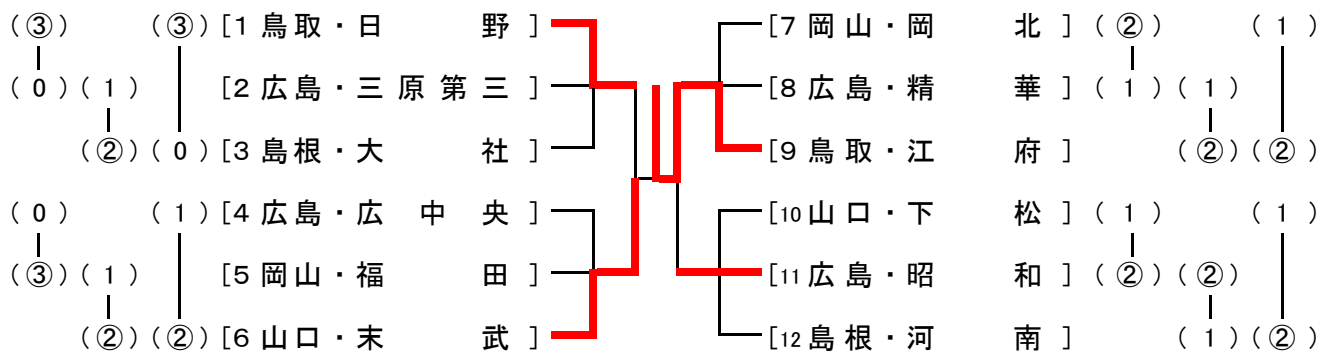 (③) (③) [1 鳥取・日 野 ] [7 岡山・岡 北 ] ( ② ) ( 1 )
( 0 ) ( 1 ) [2 広島・三原第三 ] [8 広島・精 華 ] ( 1 ) ( 1 )
(②) ( 0 ) [3 島根・大 社 ] [9 鳥取・江 府 ] (②) (②)
( 0 ) ( 1 ) [4 広島・広 中 央 ] [10 山口・下 松 ] ( 1 ) ( 1 )
(③) ( 1 ) [5 岡山・福 田 ] [11 広島・昭 和 ] ( ② ) ( ② )
(②) (②) [6 山口・末 武 ] [12 島根・河 南 ] ( 1 ) (②)